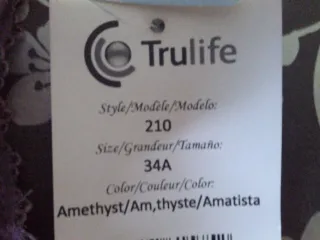 Trulife
Style/Modèle/Modelo:
210
Size/Grandeur/Tamaño:
34A
Color/Couleur/Color:
Amethyst/Am,thyste/Amatista